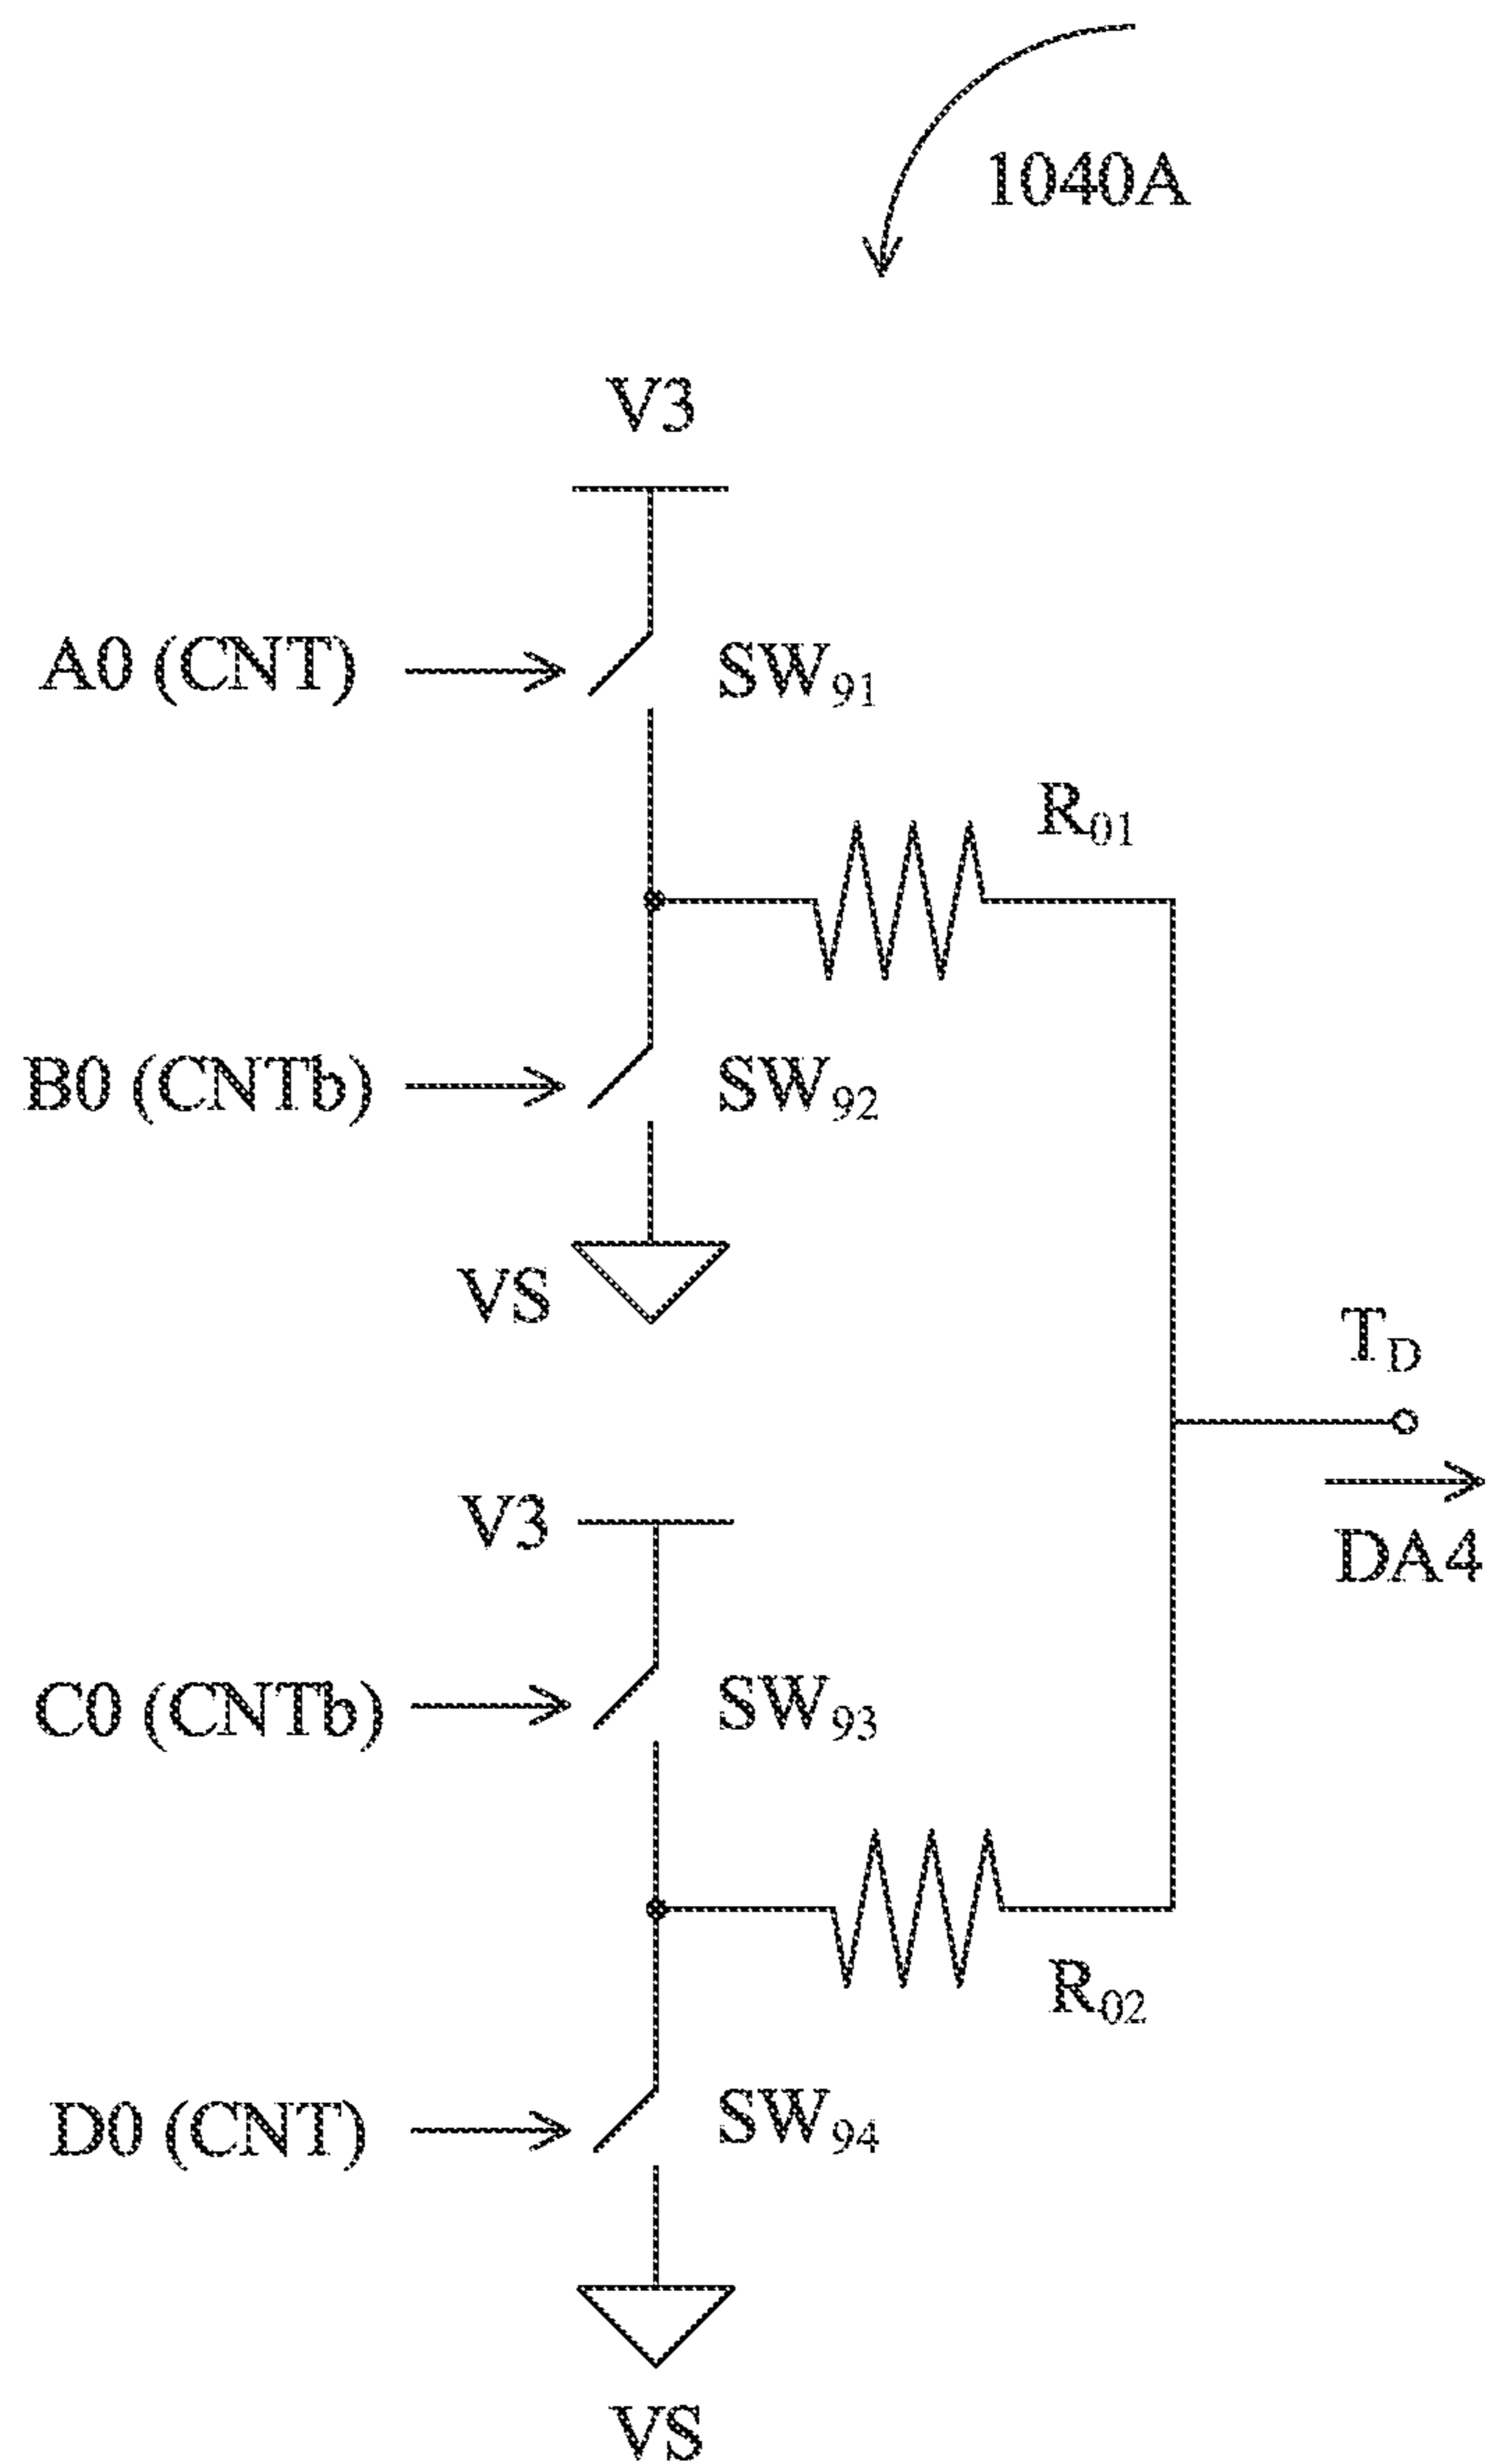 1040A
V3
A0 (CNT)
SW91
R01
B0 (CNTb)
SW92
VS
TD
V3
DA4
C0 (CNTb)
SW93
R02
D0 (CNT)
SW94
VS